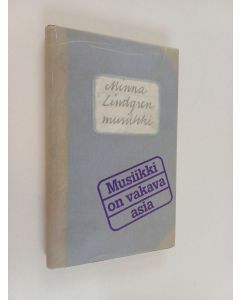 Minna
Lindgren
musiikki
Musiikki
on vakava
asia